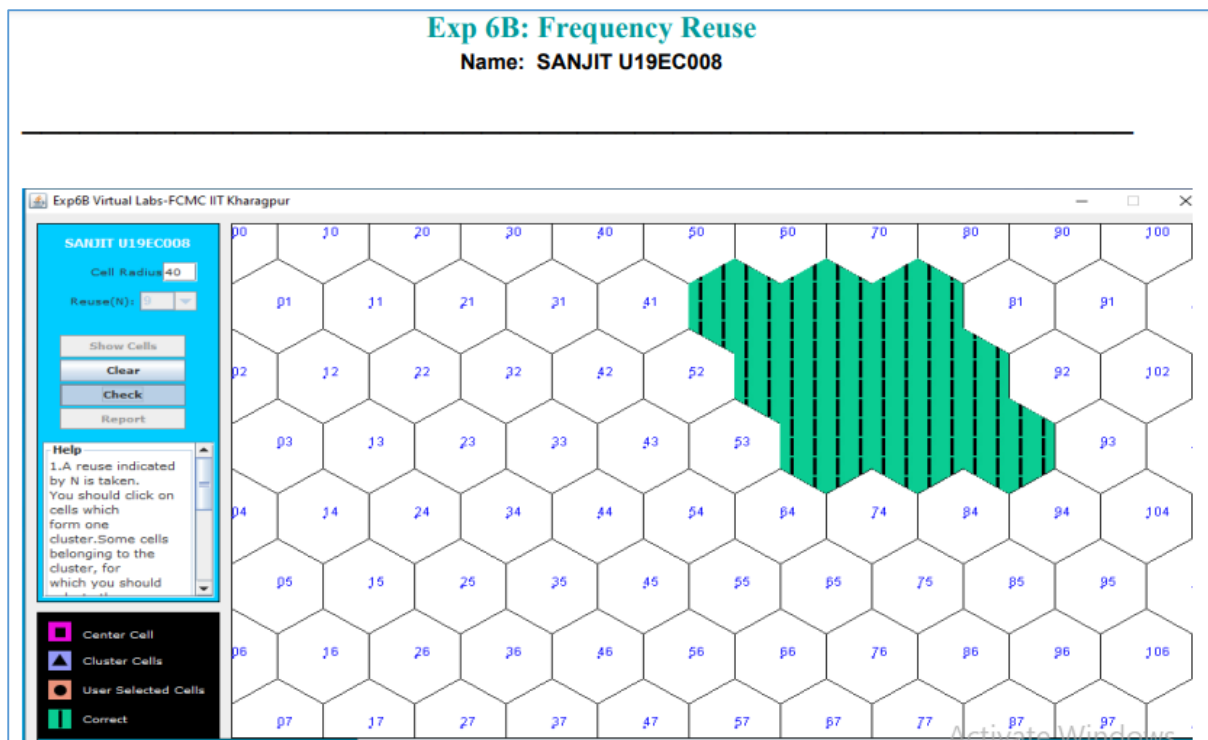 Exp 6B: Frequency Reuse
Name: SANJIT U19EC008
Exp6B Virtual Labs-FCMC IIT Kharagpur
SANJIT U19EC008
Cell Radius 40
Reuse(N): 9
Show Cells
Clear
Check
Report
Help
1.A reuse indicated
by N is taken.
You should click on
cells which
form one
cluster.Some cells
belonging to the
cluster, for
which you should
Center Cell
Cluster Cells
User Selected Cells
Correct
00 10 20 30 40 50 60 70 80 90 100
01 11 21 31 41 81 91
02 12 22 32 42 52 92 102
03 13 23 33 43 53 93
04 14 24 34 44 54 64 74 84 94 104
05 15 25 35 45 55 65 75 85 95
06 16 26 36 46 56 66 76 86 96 106
07 17 27 37 47 57 67 77 87 97
Activate Windows